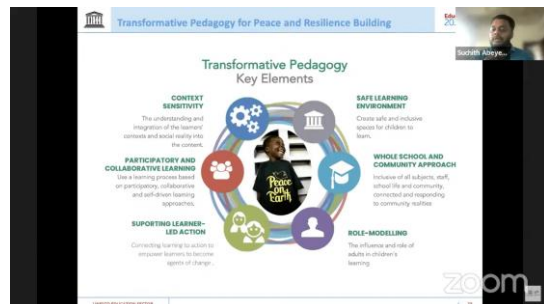 Transformative Pedagogy for Peace and Resilience Building
Suchith Abeye...
Transformative Pedagogy
Key Elements
CONTEXT
SENSITIVITY
The understanding and
integration of the learners'
contexts and social reality into
the content.
SAFE LEARNING
ENVIRONMENT
Create safe and inclusive
spaces for children to
learn.
PARTICIPATORY AND
COLLABORATIVE LEARNING
Use a learning process based
on participatory, collaborative
and self-driven learning
approaches.
WHOLE SCHOOL AND
COMMUNITY APPROACH
Inclusive of all subjects, staff,
school life and community,
connected and responding to
community realities
Peace
on
Earth
SUPORTING LEARNER-
LED ACTION
Connecting learning to action to
empower learners to become
agents of change...
ROLE-MODELLING
The influence and role of
adults in children's
learning
zoom